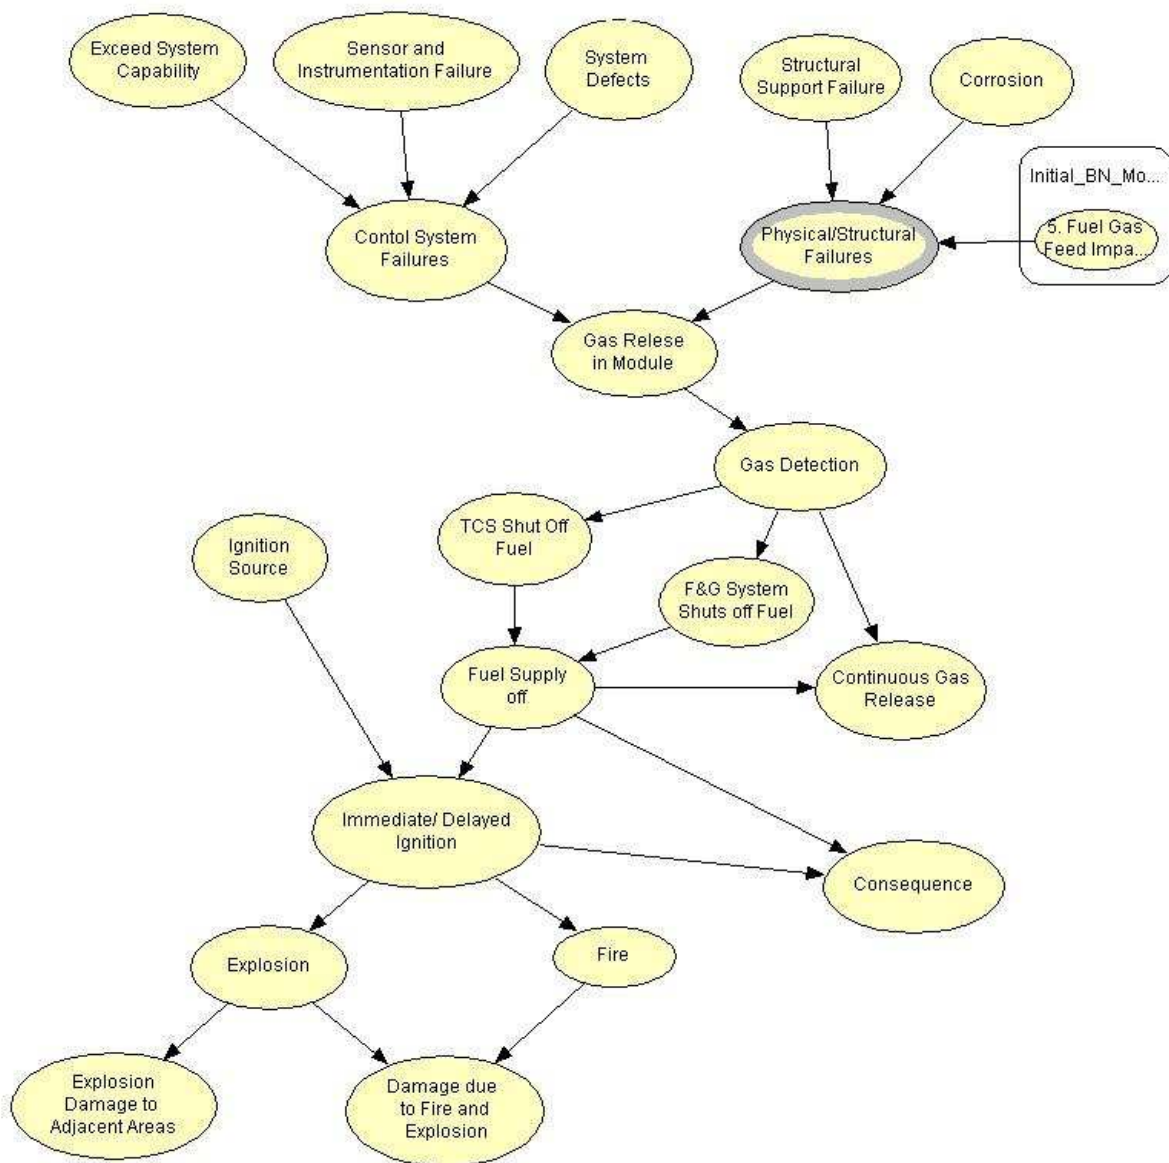 Exceed System
Capability
Sensor and
Instrumentation Failure
System
Defects
Structural
Support Failure
Corrosion
Initial_BN_Mo...
5. Fuel Gas
Feed Impa...
Contol System
Failures
Physical/Structural
Failures
Gas Relese
in Module
Gas Detection
TCS Shut Off
Fuel
Ignition
Source
F&G System
Shuts off Fuel
Fuel Supply
off
Continuous Gas
Release
Immediate/ Delayed
Ignition
Consequence
Explosion
Fire
Explosion
Damage to
Adjacent Areas
Damage due
to Fire and
Explosion